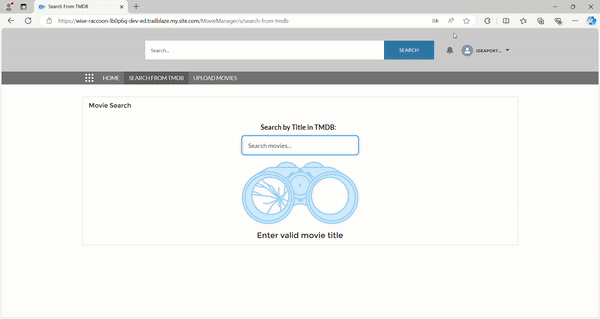 Search From TMDB
https://wise-raccoon-lb0p6q-dev-ed.trailblaze.my.site.com/MovieManager/s/search-from-tmdb
Search...
SEARCH
IDEAPORT...
HOME
SEARCH FROM TMDB
UPLOAD MOVIES
Movie Search
Search by Title in TMDB:
Search movies...
Enter valid movie title